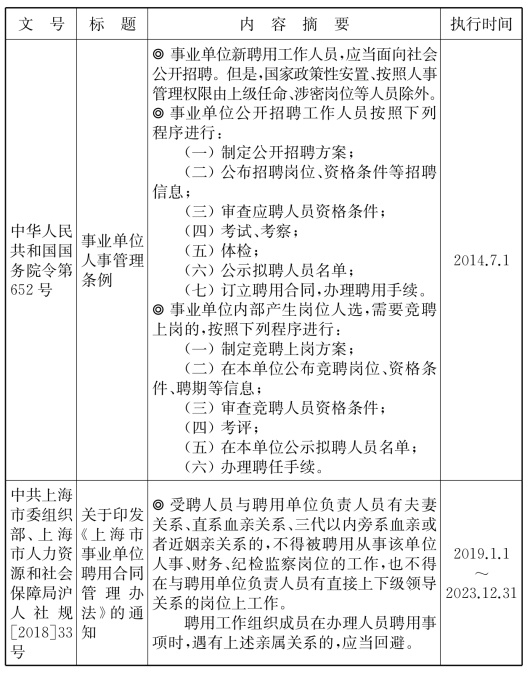 文 号 标 题 内 容 摘 要 执行时间
中华人民
共和国国
务院令第
652 号
事业单位
人事管理
条例
◎ 事业单位新聘用工作人员,应当面向社会
公开招聘。但是,国家政策性安置、按照人事
管理权限由上级任命、涉密岗位等人员除外。
◎ 事业单位公开招聘工作人员按照下列
程序进行:
(一) 制定公开招聘方案;
(二) 公布招聘岗位、资格条件等招聘
信息;
(三) 审查应聘人员资格条件;
(四) 考试、考察;
(五) 体检;
(六) 公示拟聘人员名单;
(七) 订立聘用合同,办理聘用手续。
◎ 事业单位内部产生岗位人选,需要竞聘
上岗的,按照下列程序进行:
(一) 制定竞聘上岗方案;
(二) 在本单位公布竞聘岗位、资格条
件、聘期等信息;
(三) 审查竞聘人员资格条件;
(四) 考评;
(五) 在本单位公示拟聘人员名单;
(六) 办理聘任手续。
2014.7.1
中共上海
市委组织
部、上海
市人力资
源和社会
保障局沪
人社规
[2018]33
号
关于印发
《上海市
事业单位
聘用合同
管理办
法》的通
知
◎ 受聘人员与聘用单位负责人员有夫妻
关系、直系血亲关系、三代以内旁系血亲或
者近姻亲关系的,不得被聘用从事该单位
人事、财务、纪检监察岗位的工作,也不得
在与聘用单位负责人员有直接上下级领导
关系的岗位上工作。
聘用工作组织成员在办理人员聘用事
项时,遇有上述亲属关系的,应当回避。
2019.1.1
～
2023.12.31